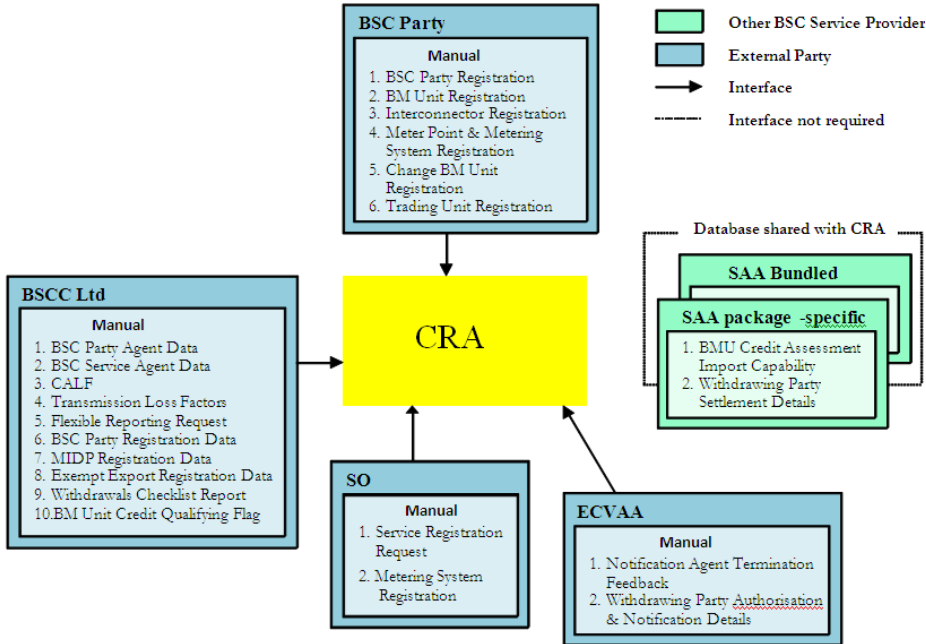 BSC Party
Manual
1. BSC Party Registration
2. BM Unit Registration
3. Interconnector Registration
4. Meter Point & Metering
System Registration
5. Change BM Unit
Registration
6. Trading Unit Registration
Other BSC Service Provider
External Party
Interface
Interface not required
Database shared with CRA
SAA Bundled
SAA package -specific
1. BMU Credit Assessment
Import Capability
2. Withdrawing Party
Settlement Details
BSCC Ltd
Manual
1. BSC Party Agent Data
2. BSC Service Agent Data
3. CALF
4. Transmission Loss Factors
5. Flexible Reporting Request
6. BSC Party Registration Data
7. MIDP Registration Data
8. Exempt Export Registration Data
9. Withdrawals Checklist Report
10.BM Unit Credit Qualifying Flag
CRA
SO
Manual
1. Service Registration
Request
2. Metering System
Registration
ECVAA
Manual
1. Notification Agent Termination
Feedback
2. Withdrawing Party Authorisation
& Notification Details